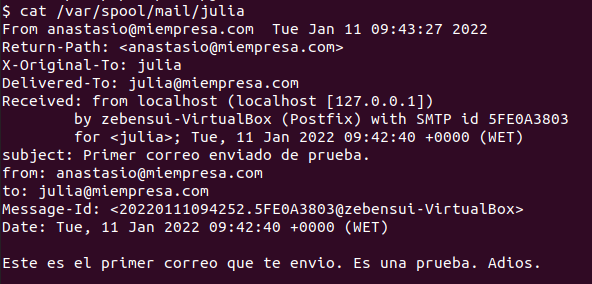 $ cat /var/spool/mail/julia
From anastasio@miempresa.com  Tue Jan 11 09:43:27 2022
Return-Path: <anastasio@miempresa.com>
X-Original-To: julia
Delivered-To: julia@miempresa.com
Received: from localhost (localhost [127.0.0.1])
        by zebensui-VirtualBox (Postfix) with SMTP id 5FE0A3803
        for <julia>; Tue, 11 Jan 2022 09:42:40 +0000 (WET)
subject: Primer correo enviado de prueba.
from: anastasio@miempresa.com
to: julia@miempresa.com
Message-Id: <20220111094252.5FE0A3803@zebensui-VirtualBox>
Date: Tue, 11 Jan 2022 09:42:40 +0000 (WET)

Este es el primer correo que te envio. Es una prueba. Adios.